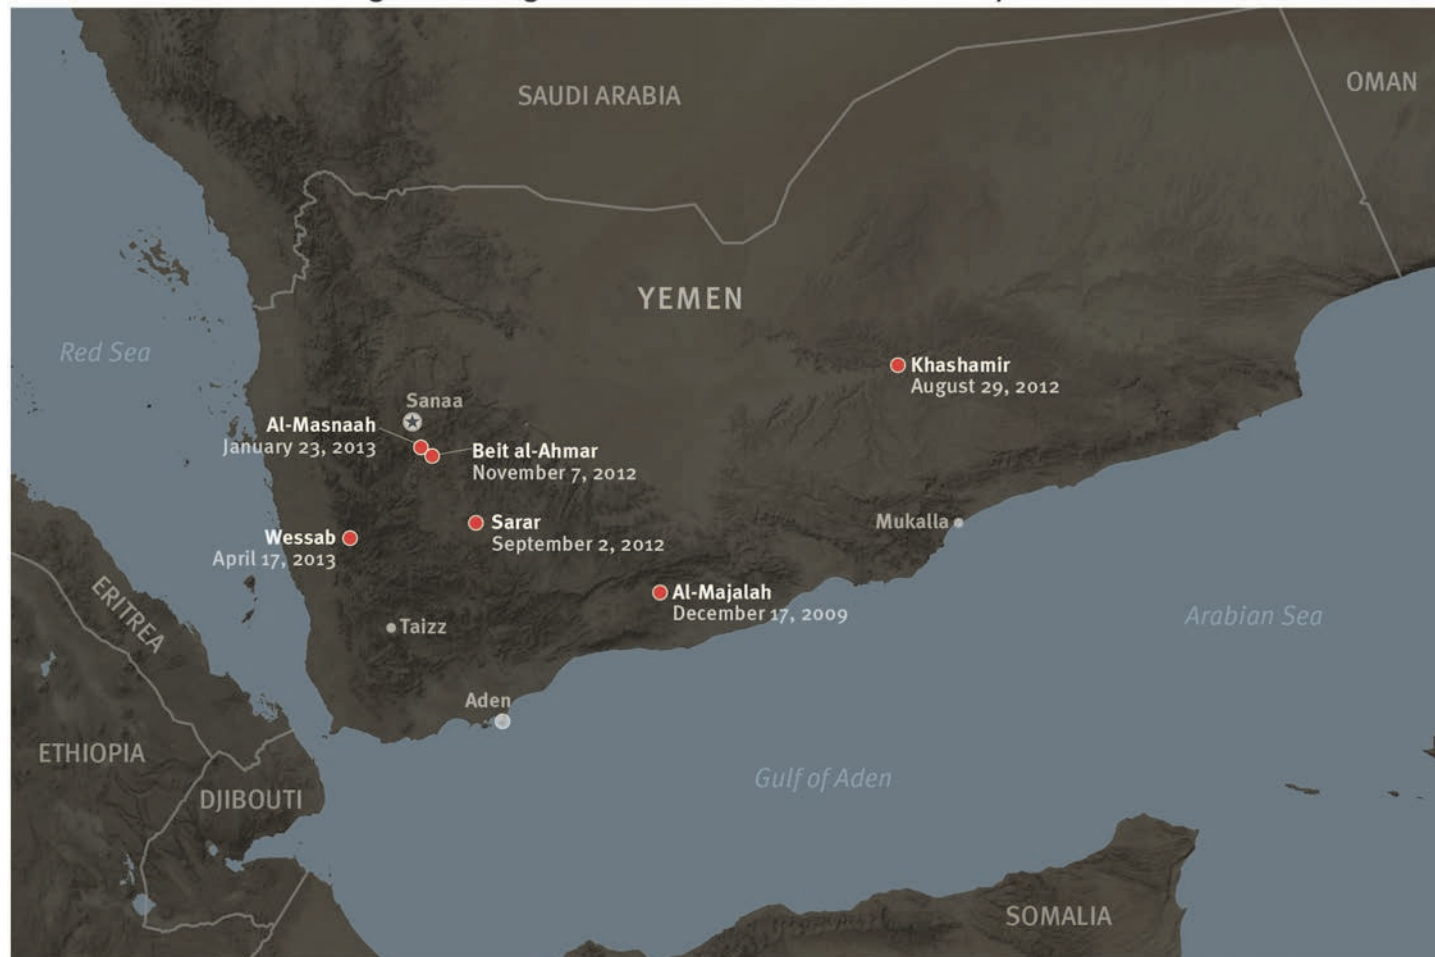 SAUDI ARABIA
OMAN
YEMEN
Red Sea
Khashamir
August 29, 2012
Sanaa
Al-Masnaah
January 23, 2013
Beit al-Ahmar
November 7, 2012
Sarar
September 2, 2012
Mukalla
Wessab
April 17, 2013
Al-Majalah
December 17, 2009
ERITREA
Taizz
Arabian Sea
Aden
ETHIOPIA
Gulf of Aden
DJIBOUTI
SOMALIA